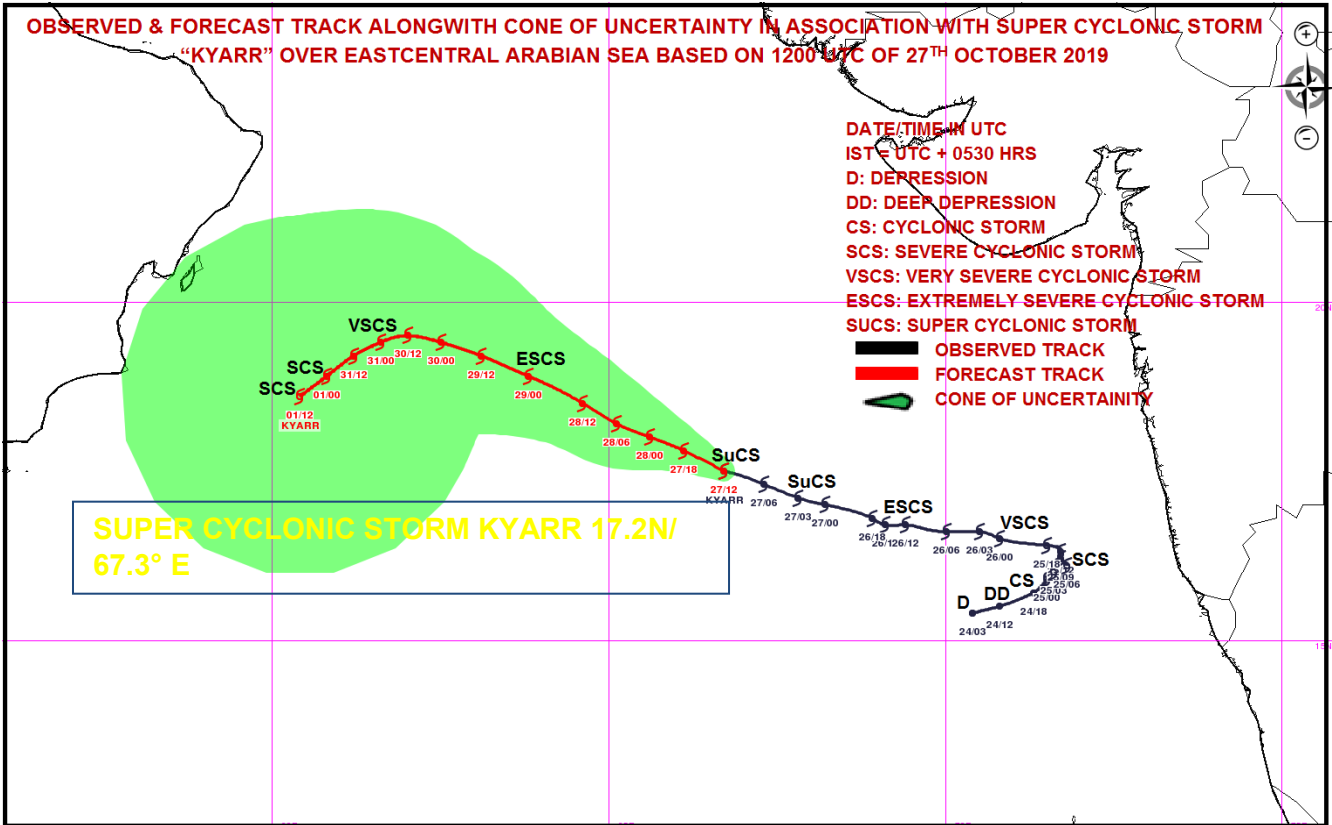 OBSERVED & FORECAST TRACK ALONGWITH CONE OF UNCERTAINTY IN ASSOCIATION WITH SUPER CYCLONIC STORM
“KYARR” OVER EASTCENTRAL ARABIAN SEA BASED ON 1200 UTC OF 27TH OCTOBER 2019
DATE/TIME IN UTC
IST = UTC + 0530 HRS
D: DEPRESSION
DD: DEEP DEPRESSION
CS: CYCLONIC STORM
SCS: SEVERE CYCLONIC STORM
VSCS: VERY SEVERE CYCLONIC STORM
ESCS: EXTREMELY SEVERE CYCLONIC STORM
SUCS: SUPER CYCLONIC STORM
OBSERVED TRACK
FORECAST TRACK
CONE OF UNCERTAINITY
SCS
01/12
KYARR
SCS
01/00
31/12
VSCS
31/00
30/12
30/00
29/12
ESCS
29/00
28/12
28/06
28/00
27/18
SuCS
27/12
KYARR
27/06
SuCS
27/03
27/00
ESCS
26/18
26/12
26/06
26/03
VSCS
26/00
25/18
SCS
25/09
25/06
25/03
25/00
CS
24/18
DD
24/12
D
24/03
SUPER CYCLONIC STORM KYARR 17.2N/
67.3° E